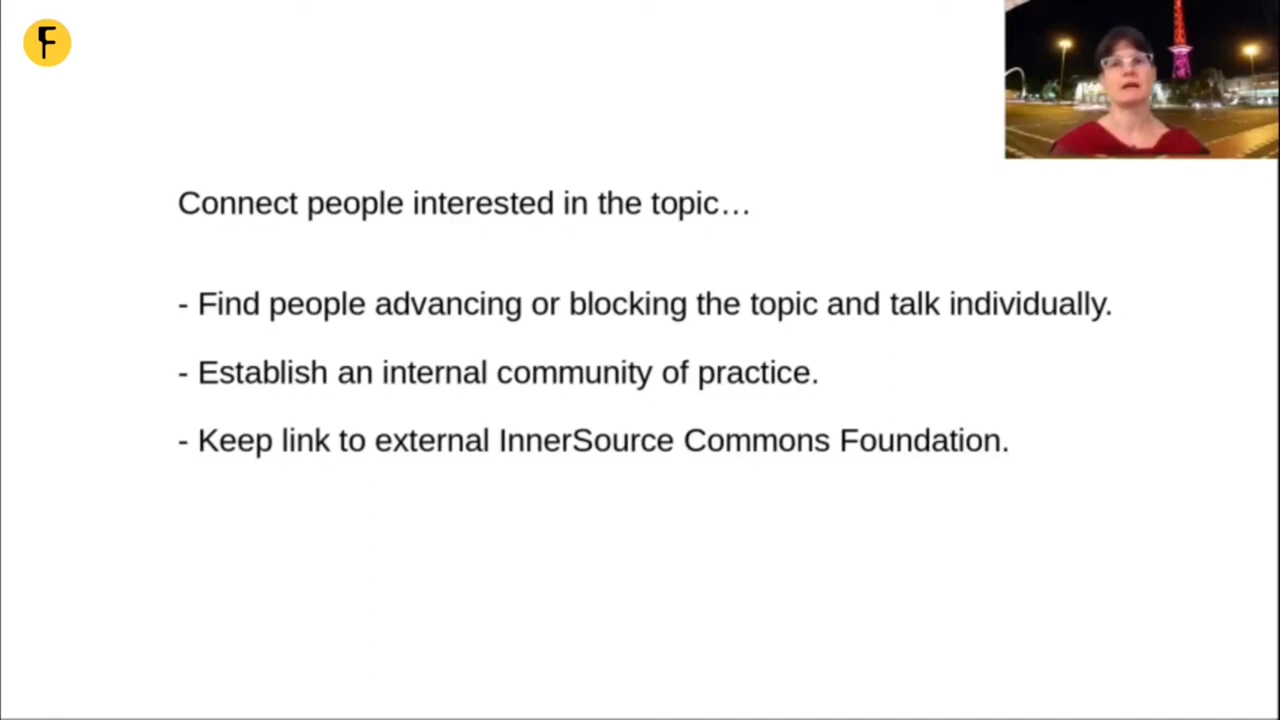 F
Connect people interested in the topic…
- Find people advancing or blocking the topic and talk individually.
- Establish an internal community of practice.
- Keep link to external InnerSource Commons Foundation.